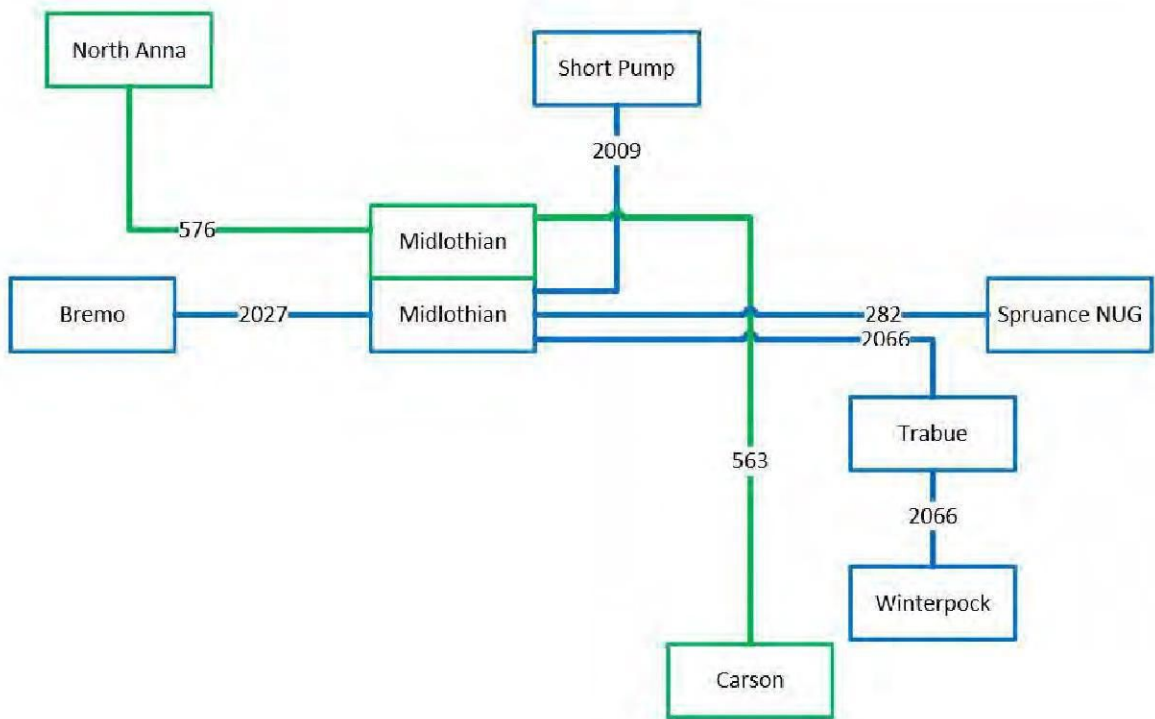 North Anna
Short Pump
2009
576
Midlothian
Bremo
2027
Midlothian
282
Spruance NUG
2066
Trabue
563
2066
Winterpock
Carson